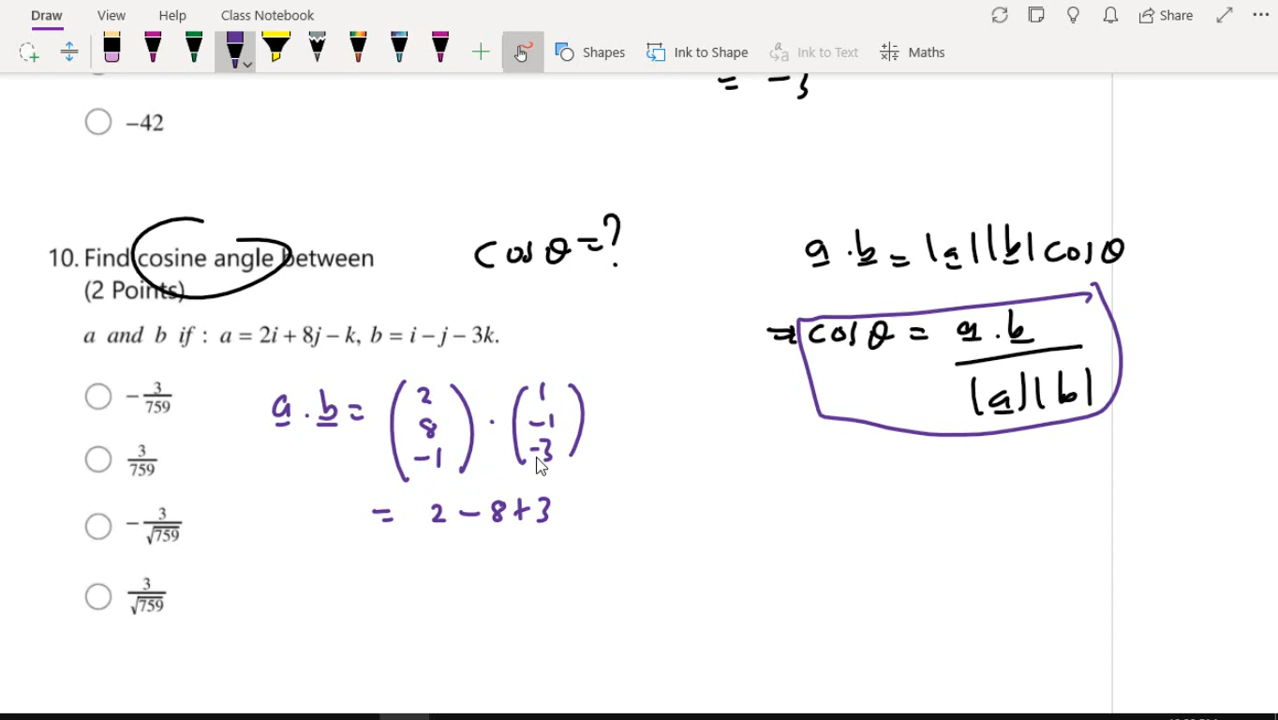 Draw View Help Class Notebook Share
Shapes Ink to Shape Ink to Text Maths
= -3
-42
10. Find cosine angle between
(2 Points)
cos θ = ?
a . b = |a||b| cos θ
⇒ cos θ = a . b / |a||b|
a and b if : a = 2i + 8j – k, b = i – j – 3k.
-3/759
3/759
-3/√759
3/√759
a . b = (2 8 -1) . (1 -1 -3)
= 2 - 8 + 3